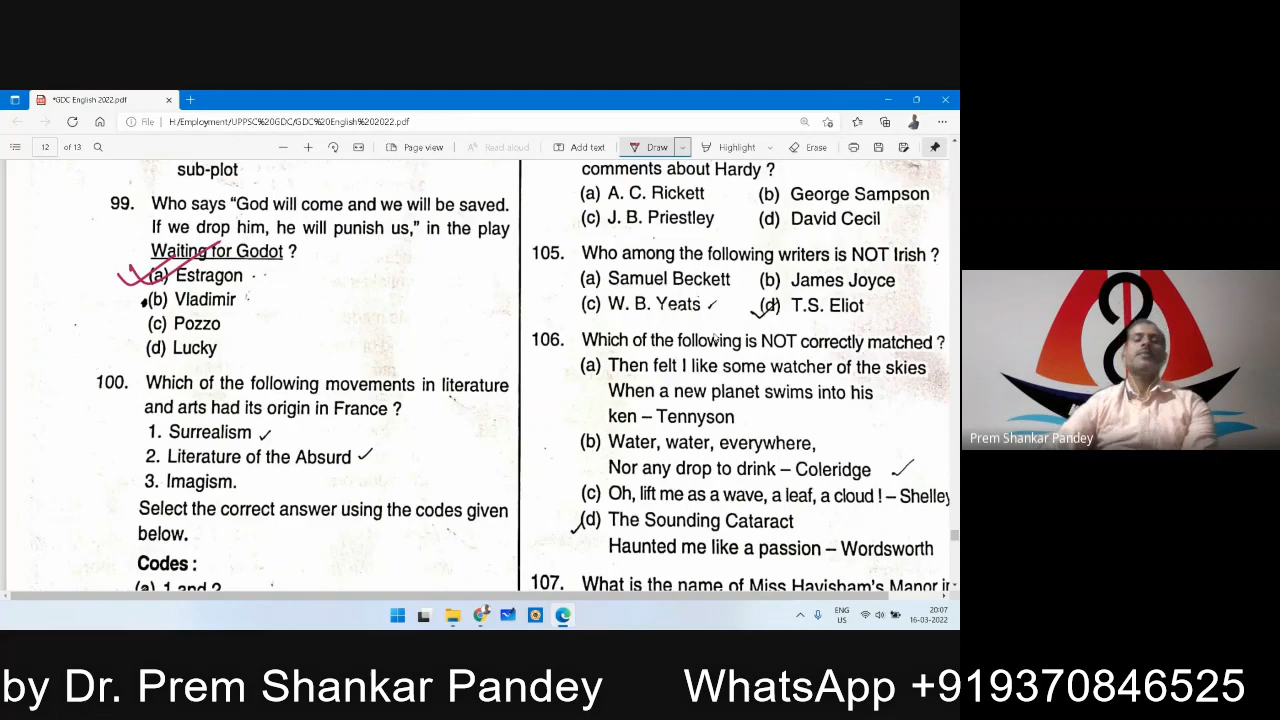 *GDC English 2022.pdf
File
H:/Employment/UPPSC%20GDC/GDC%20English%202022.pdf
12 of 13
Page view
Read aloud
Add text
Draw
Highlight
Erase
sub-plot
99. Who says “God will come and we will be saved.
If we drop him, he will punish us,” in the play
Waiting for Godot ?
(a) Estragon
(b) Vladimir
(c) Pozzo
(d) Lucky
100. Which of the following movements in literature
and arts had its origin in France ?
1. Surrealism
2. Literature of the Absurd
3. Imagism.
Select the correct answer using the codes given
below.
Codes :
(a) 1 and 2
comments about Hardy ?
(a) A. C. Rickett (b) George Sampson
(c) J. B. Priestley (d) David Cecil
105. Who among the following writers is NOT Irish ?
(a) Samuel Beckett (b) James Joyce
(c) W. B. Yeats (d) T.S. Eliot
106. Which of the following is NOT correctly matched ?
(a) Then felt I like some watcher of the skies
When a new planet swims into his
ken – Tennyson
(b) Water, water, everywhere,
Nor any drop to drink – Coleridge
(c) Oh, lift me as a wave, a leaf, a cloud ! – Shelley
(d) The Sounding Cataract
Haunted me like a passion – Wordsworth
107. What is the name of Miss Havisham’s Manor in
Prem Shankar Pandey
ENG
US
20:07
16-03-2022
by Dr. Prem Shankar Pandey WhatsApp +919370846525